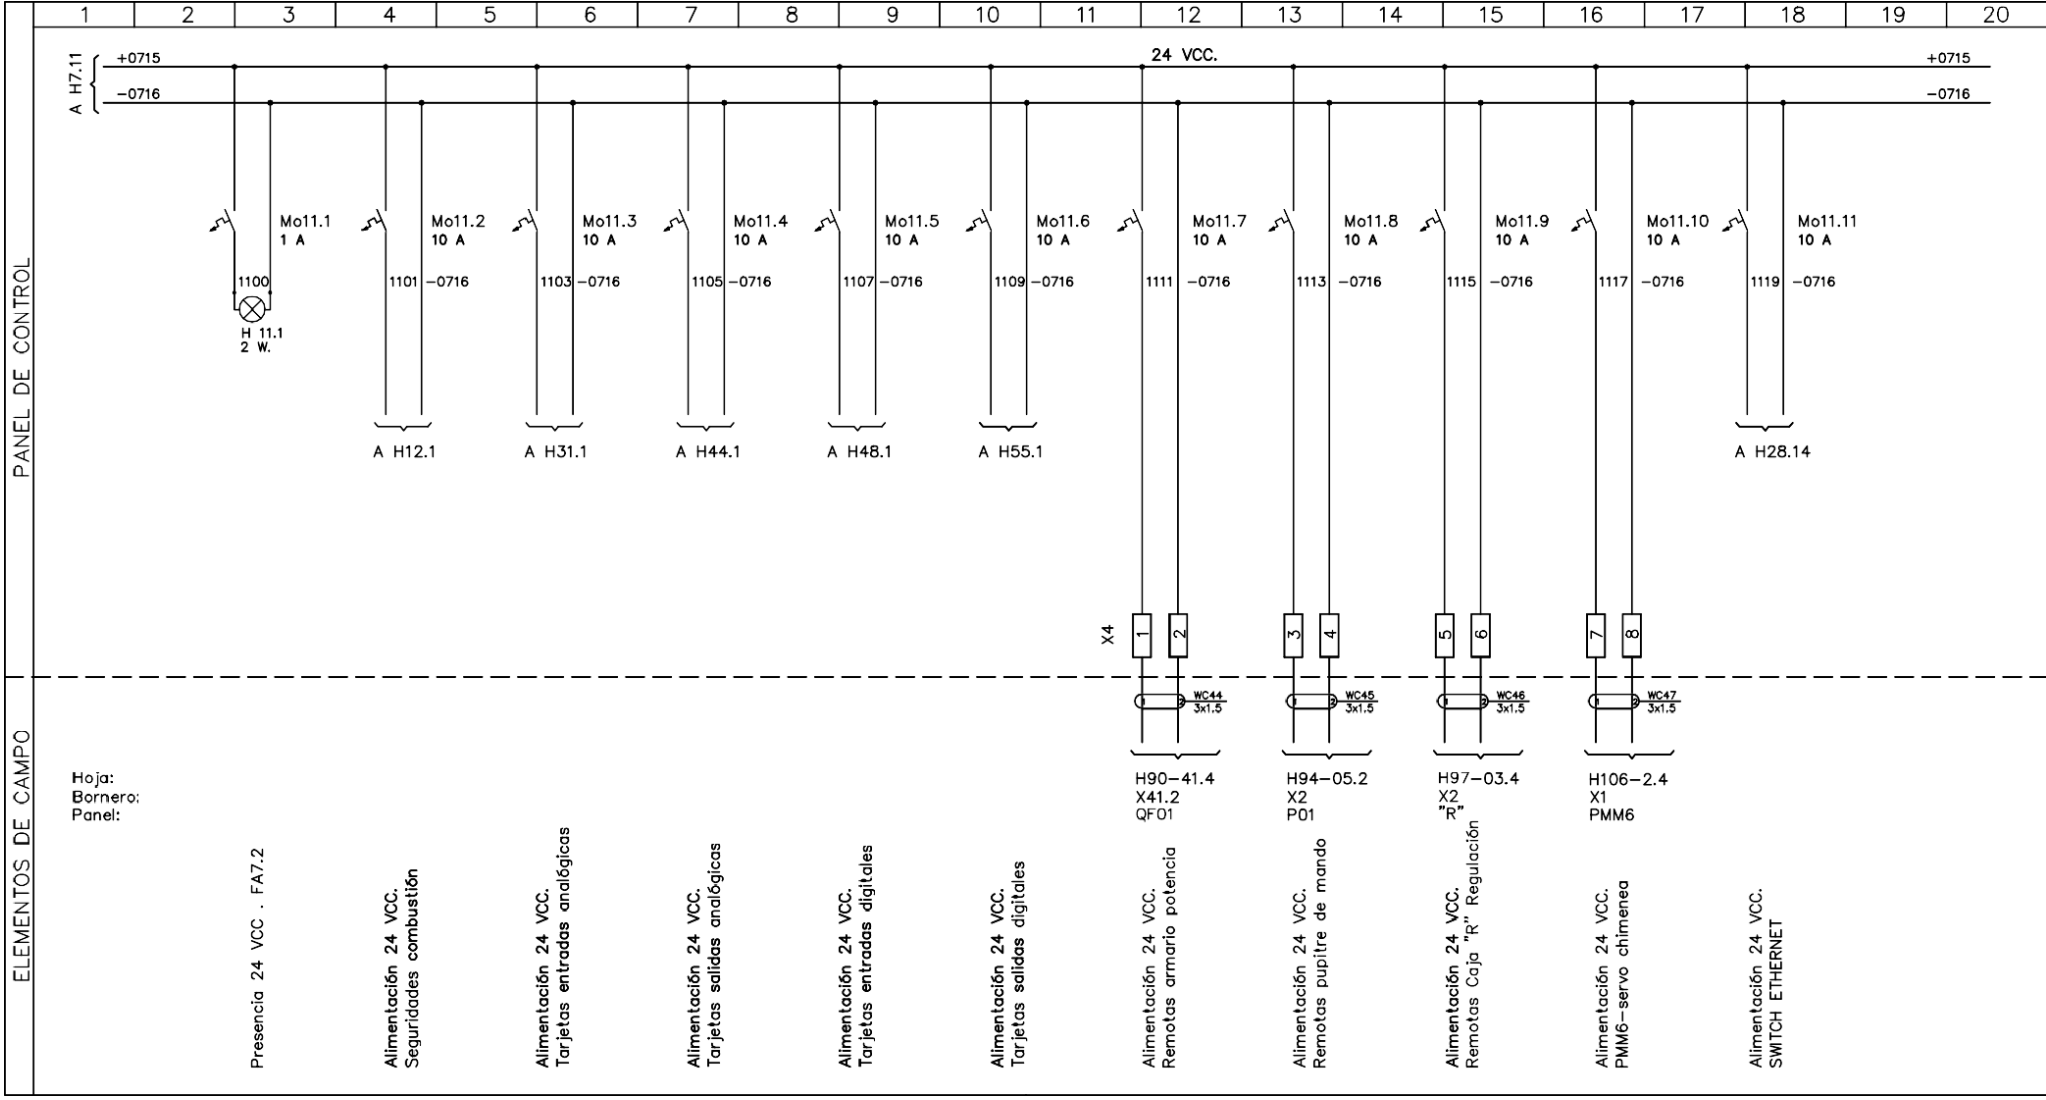 1 2 3 4 5 6 7 8 9 10 11 12 13 14 15 16 17 18 19 20
A H7.11
+0715 24 VCC. +0715
-0716 -0716
PANEL DE CONTROL
Mo11.1 Mo11.2 Mo11.3 Mo11.4 Mo11.5 Mo11.6 Mo11.7 Mo11.8 Mo11.9 Mo11.10 Mo11.11
1 A 10 A 10 A 10 A 10 A 10 A 10 A 10 A 10 A 10 A 10 A
1100 1101 -0716 1103 -0716 1105 -0716 1107 -0716 1109 -0716 1111 -0716 1113 -0716 1115 -0716 1117 -0716 1119 -0716
H 11.1
2 W.
A H12.1 A H31.1 A H44.1 A H48.1 A H55.1 A H28.14
X4 1 2 3 4 5 6 7 8
ELEMENTOS DE CAMPO
1 2 WC44 1 2 WC45 1 2 WC46 1 2 WC47
3x1.5 3x1.5 3x1.5 3x1.5
Hoja: H90-41.4 H94-05.2 H97-03.4 H106-2.4
Bornero: X41.2 X2 X2 X1
Panel: QF01 P01 "R" PMM6
Presencia 24 VCC . FA7.2
Alimentación 24 VCC.
Seguridades combustión
Alimentación 24 VCC.
Tarjetas entradas analógicas
Alimentación 24 VCC.
Tarjetas salidas analógicas
Alimentación 24 VCC.
Tarjetas entradas digitales
Alimentación 24 VCC.
Tarjetas salidas digitales
Alimentación 24 VCC.
Remotas armario potencia
Alimentación 24 VCC.
Remotas pupitre de mando
Alimentación 24 VCC.
Remotas Caja "R" Regulación
Alimentación 24 VCC.
PMM6-servo chimenea
Alimentación 24 VCC.
SWITCH ETHERNET